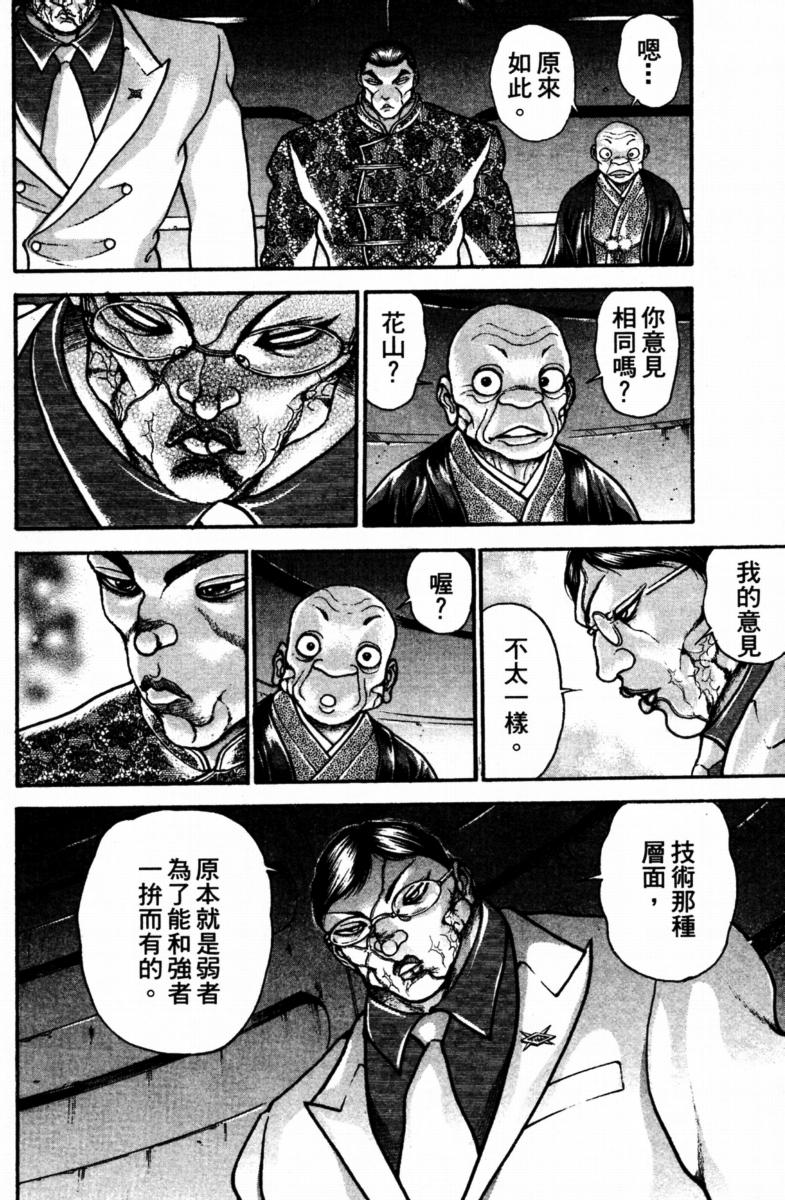 嗯…
原來
如此。
你意見
相同嗎？
花山？
我的意見
不太一樣。
喔？
技術那種
層面，
原本就是弱者
為了能和強者
一拚而有的。